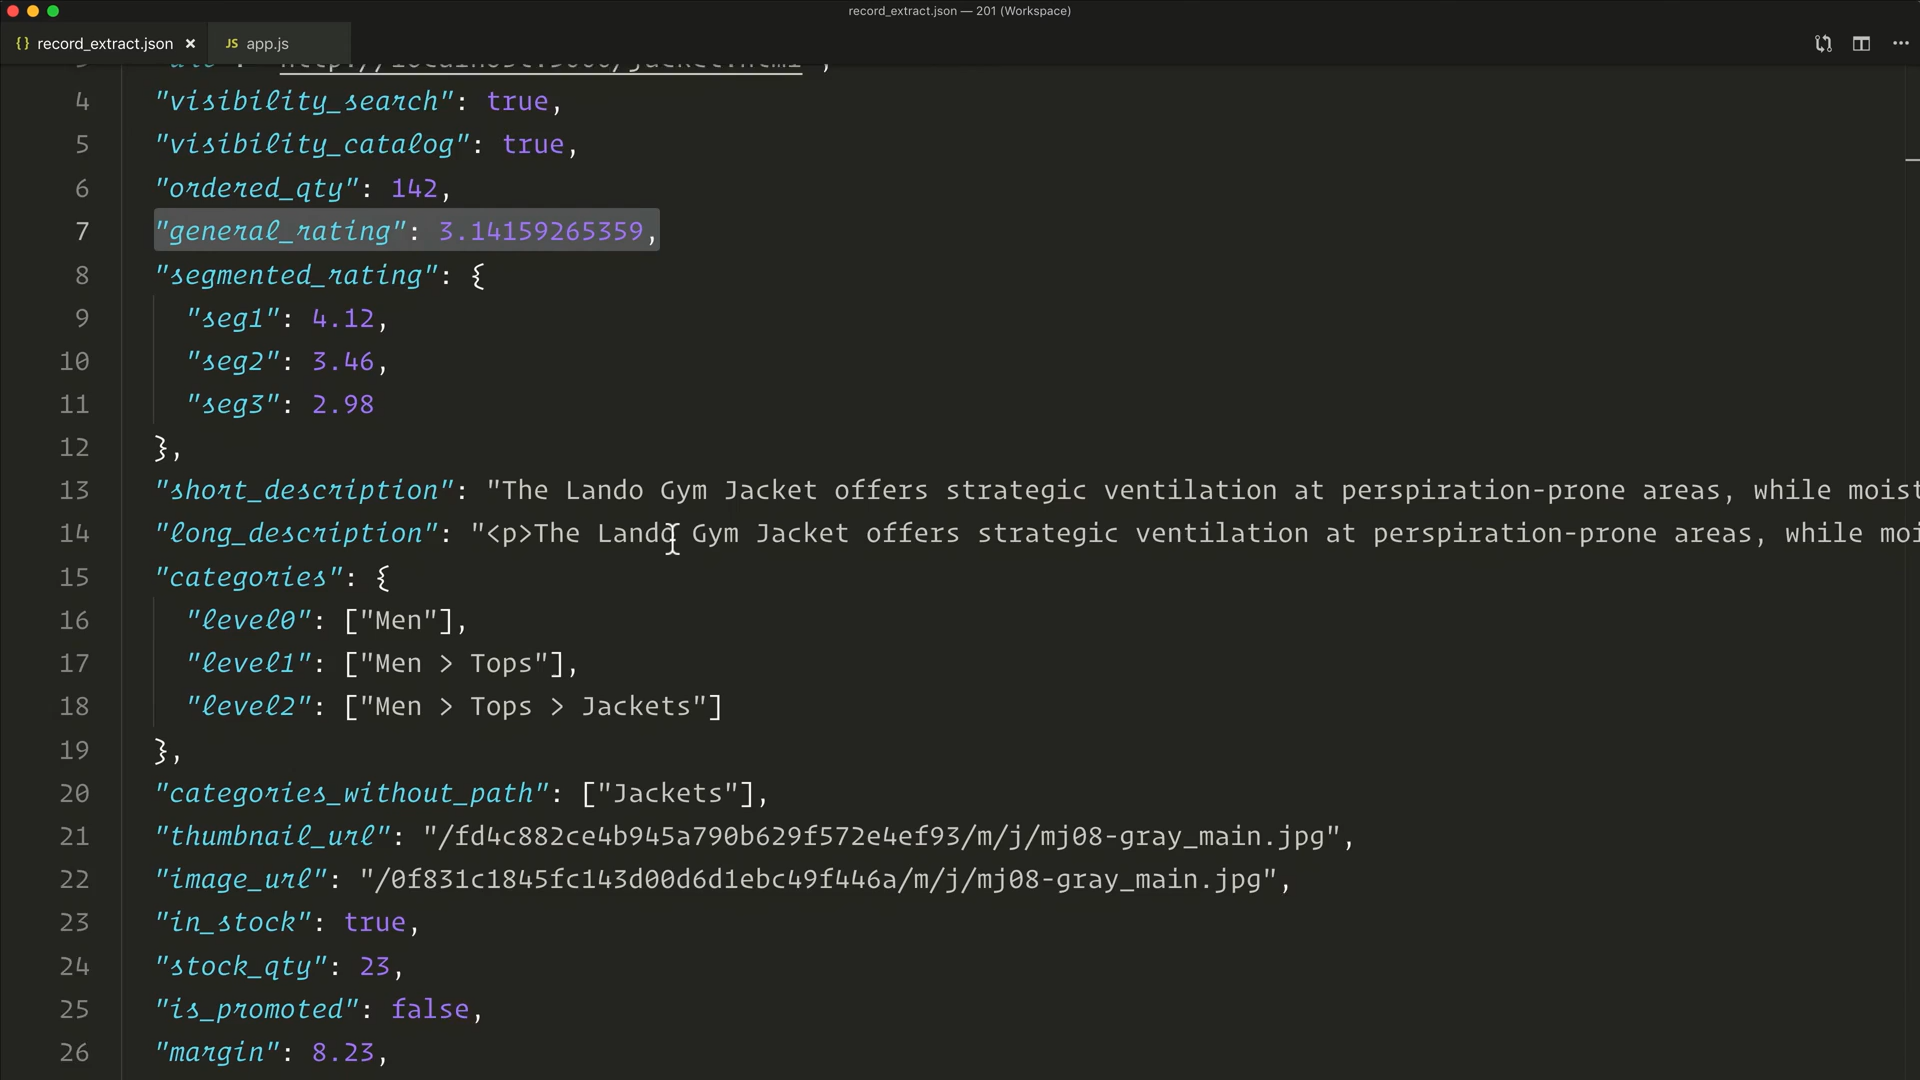 record_extract.json — 201 (Workspace)
{} record_extract.json × JS app.js
4 "visibility_search": true,
5 "visibility_catalog": true,
6 "ordered_qty": 142,
7 "general_rating": 3.14159265359,
8 "segmented_rating": {
9 "seg1": 4.12,
10 "seg2": 3.46,
11 "seg3": 2.98
12 },
13 "short_description": "The Lando Gym Jacket offers strategic ventilation at perspiration-prone areas, while moist
14 "long_description": "<p>The Lando Gym Jacket offers strategic ventilation at perspiration-prone areas, while moi
15 "categories": {
16 "level0": ["Men"],
17 "level1": ["Men > Tops"],
18 "level2": ["Men > Tops > Jackets"]
19 },
20 "categories_without_path": ["Jackets"],
21 "thumbnail_url": "/fd4c882ce4b945a790b629f572e4ef93/m/j/mj08-gray_main.jpg",
22 "image_url": "/0f831c1845fc143d00d6d1ebc49f446a/m/j/mj08-gray_main.jpg",
23 "in_stock": true,
24 "stock_qty": 23,
25 "is_promoted": false,
26 "margin": 8.23,